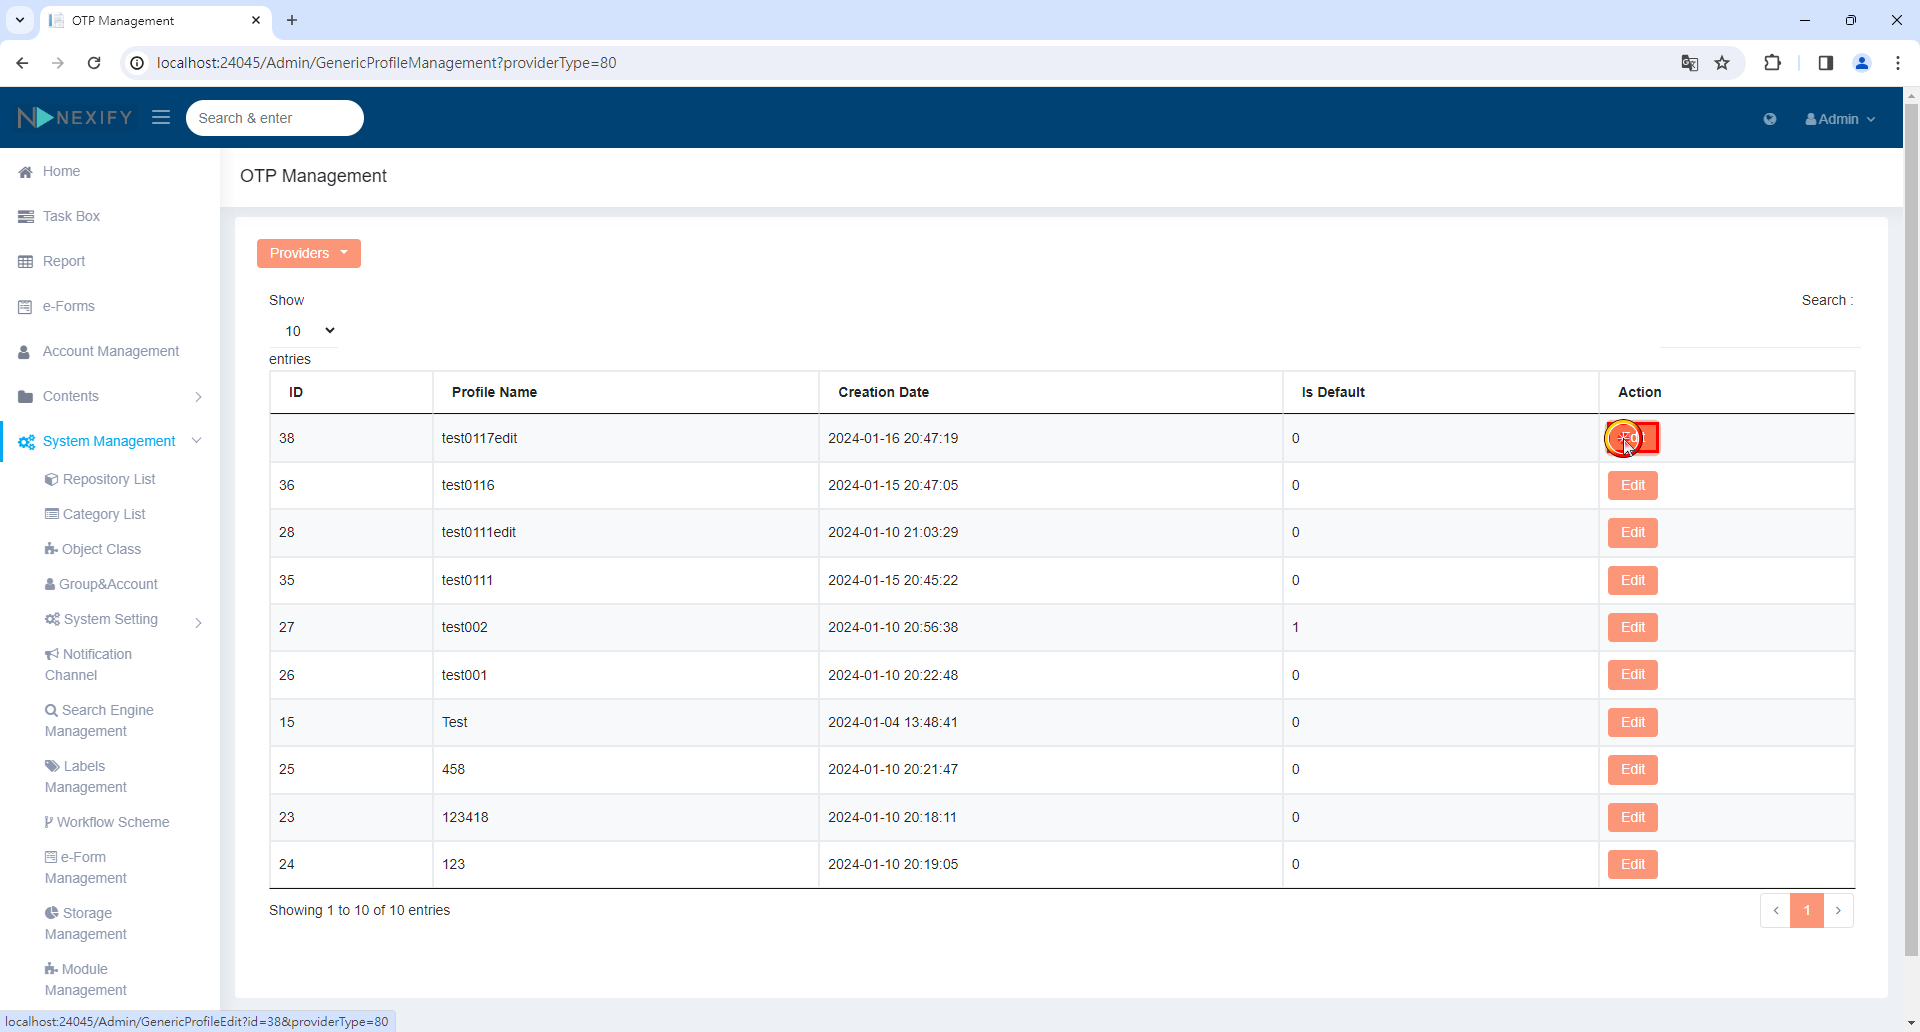 OTP Management
localhost:24045/Admin/GenericProfileManagement?providerType=80
NEXIFY
Search & enter
Admin
Home
Task Box
Report
e-Forms
Account Management
Contents
System Management
Repository List
Category List
Object Class
Group&Account
System Setting
Notification
Channel
Search Engine
Management
Labels
Management
Workflow Scheme
e-Form
Management
Storage
Management
Module
Management
OTP Management
Providers
Show
10
entries
Search :
ID Profile Name Creation Date Is Default Action
38 test0117edit 2024-01-16 20:47:19 0 Edit
36 test0116 2024-01-15 20:47:05 0 Edit
28 test0111edit 2024-01-10 21:03:29 0 Edit
35 test0111 2024-01-15 20:45:22 0 Edit
27 test002 2024-01-10 20:56:38 1 Edit
26 test001 2024-01-10 20:22:48 0 Edit
15 Test 2024-01-04 13:48:41 0 Edit
25 458 2024-01-10 20:21:47 0 Edit
23 123418 2024-01-10 20:18:11 0 Edit
24 123 2024-01-10 20:19:05 0 Edit
Showing 1 to 10 of 10 entries
1
localhost:24045/Admin/GenericProfileEdit?id=38&providerType=80